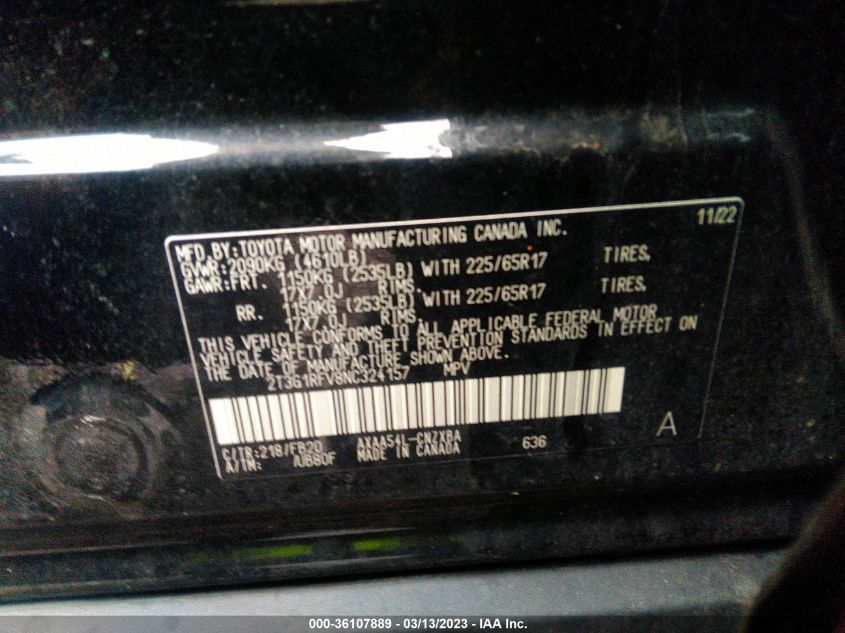 11/22
MFD. BY: TOYOTA MOTOR MANUFACTURING CANADA INC.
GVWR: 2090KG (4610LB)
GAWR: FRT. 1150KG (2535LB) WITH 225/65R17 TIRES,
17X7.0J RIMS.
RR. 1150KG (2535LB) WITH 225/65R17 TIRES,
17X7.0J RIMS.
THIS VEHICLE CONFORMS TO ALL APPLICABLE FEDERAL MOTOR
VEHICLE SAFETY AND THEFT PREVENTION STANDARDS IN EFFECT ON
THE DATE OF MANUFACTURE SHOWN ABOVE.
2T3G1RFV8NC324157 MPV
A
C/TR: 218/FB20 AXAA54L-CNZXBA 636
A/TM: /UB80F MADE IN CANADA
000-36107889 - 03/13/2023 - IAA Inc.